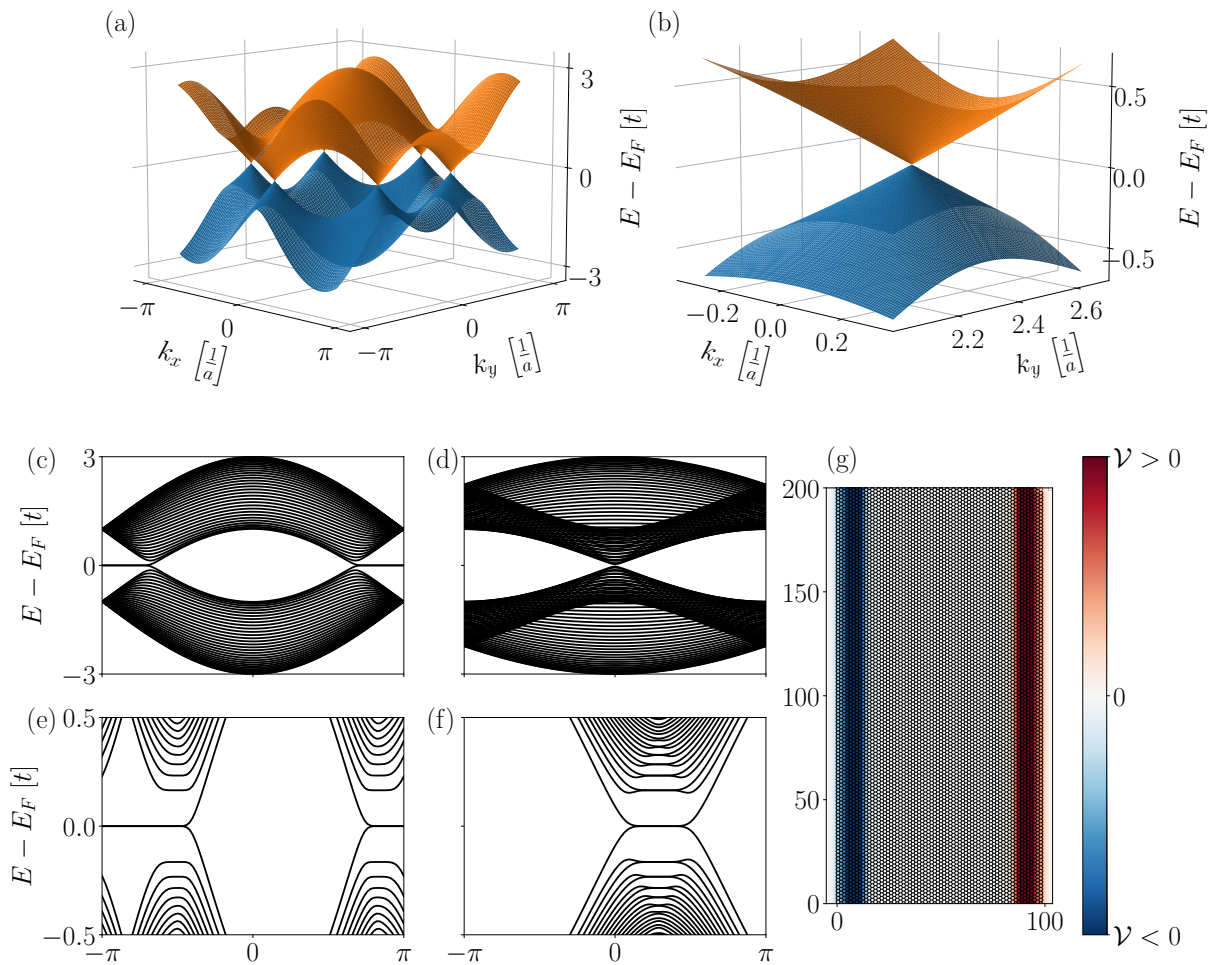 (a)
3
0
−3
E − E_F [t]
−π
0
π
k_x [1/a]
−π
0
π
k_y [1/a]
(b)
0.5
0.0
−0.5
E − E_F [t]
−0.2
0.0
0.2
k_x [1/a]
2.2
2.4
2.6
k_y [1/a]
(c)
3
0
−3
E − E_F [t]
(d)
(e)
0.5
0.0
−0.5
E − E_F [t]
−π
0
π
(f)
−π
0
π
(g)
200
150
100
50
0
0
100
𝒱 > 0
0
𝒱 < 0